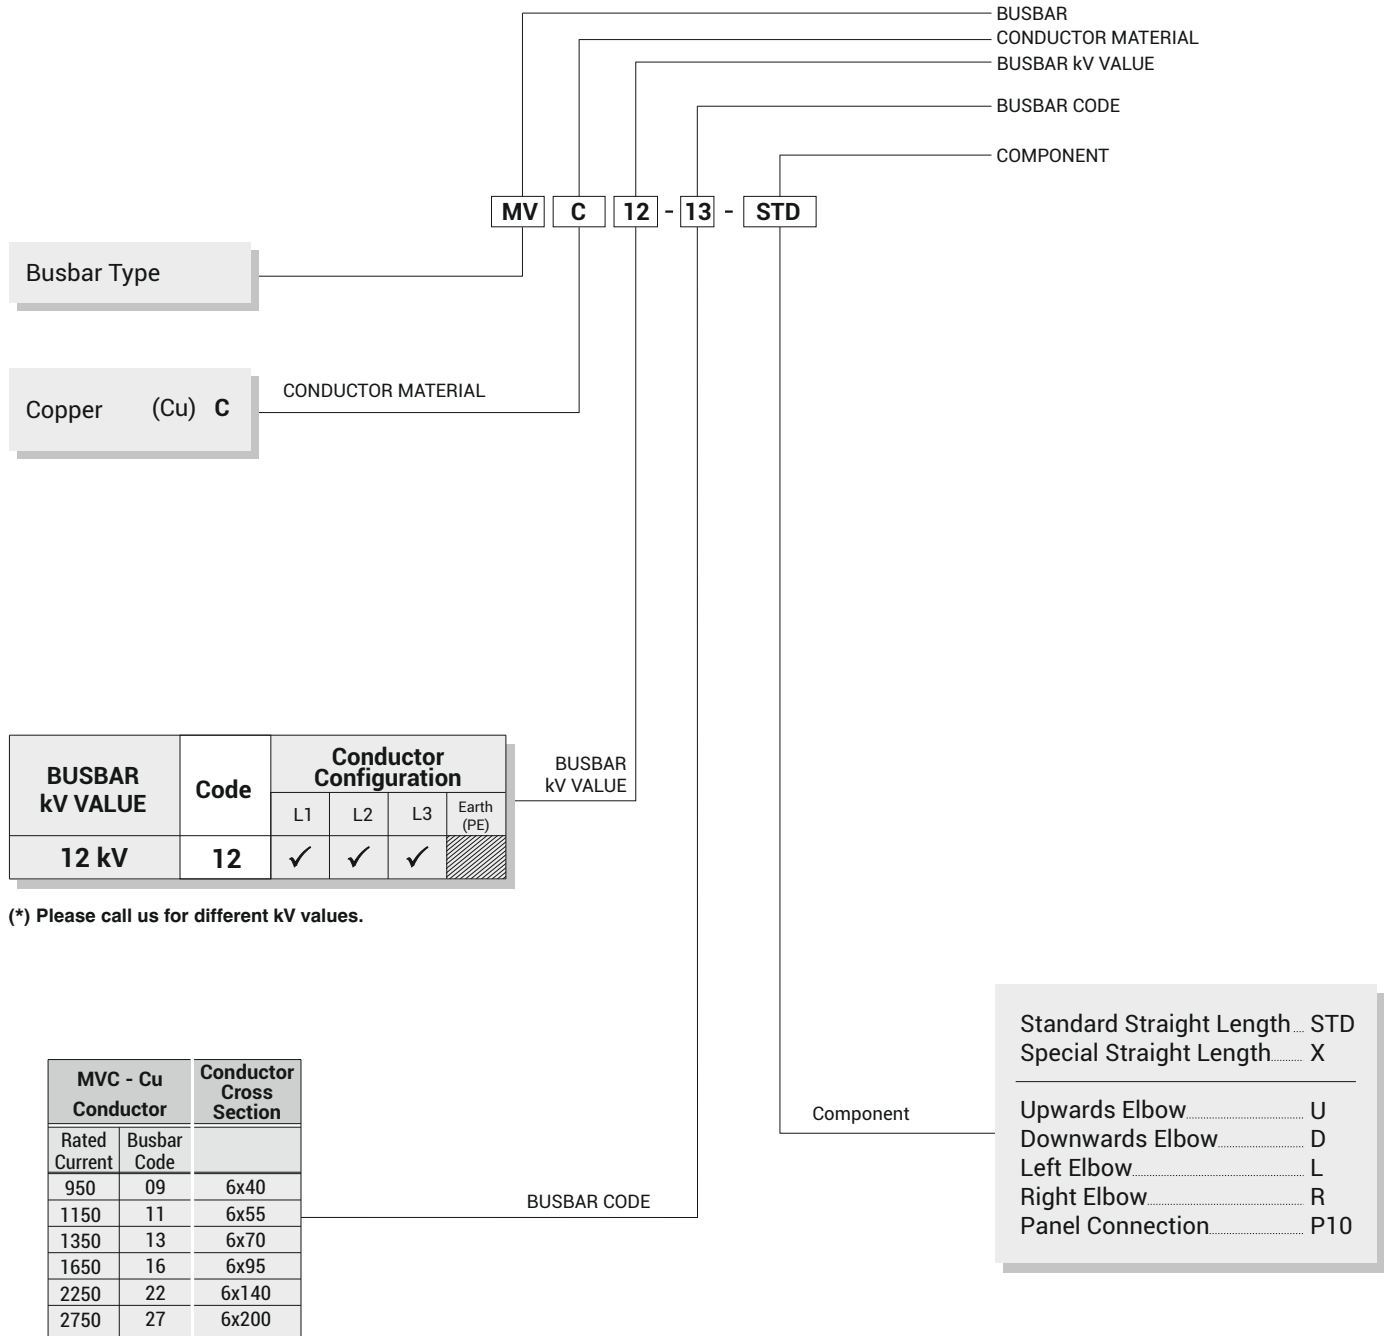 BUSBAR
CONDUCTOR MATERIAL
BUSBAR kV VALUE
BUSBAR CODE
COMPONENT
MV C 12 - 13 - STD
Busbar Type
CONDUCTOR MATERIAL
Copper (Cu) C
BUSBAR
kV VALUE
Code
Conductor
Configuration
L1 L2 L3 Earth
(PE)
12 kV 12 ✓ ✓ ✓
BUSBAR
kV VALUE
(*) Please call us for different kV values.
MVC - Cu
Conductor
Conductor
Cross
Section
Rated
Current
Busbar
Code
950 09 6x40
1150 11 6x55
1350 13 6x70
1650 16 6x95
2250 22 6x140
2750 27 6x200
BUSBAR CODE
Component
Standard Straight Length STD
Special Straight Length X
Upwards Elbow U
Downwards Elbow D
Left Elbow L
Right Elbow R
Panel Connection P10